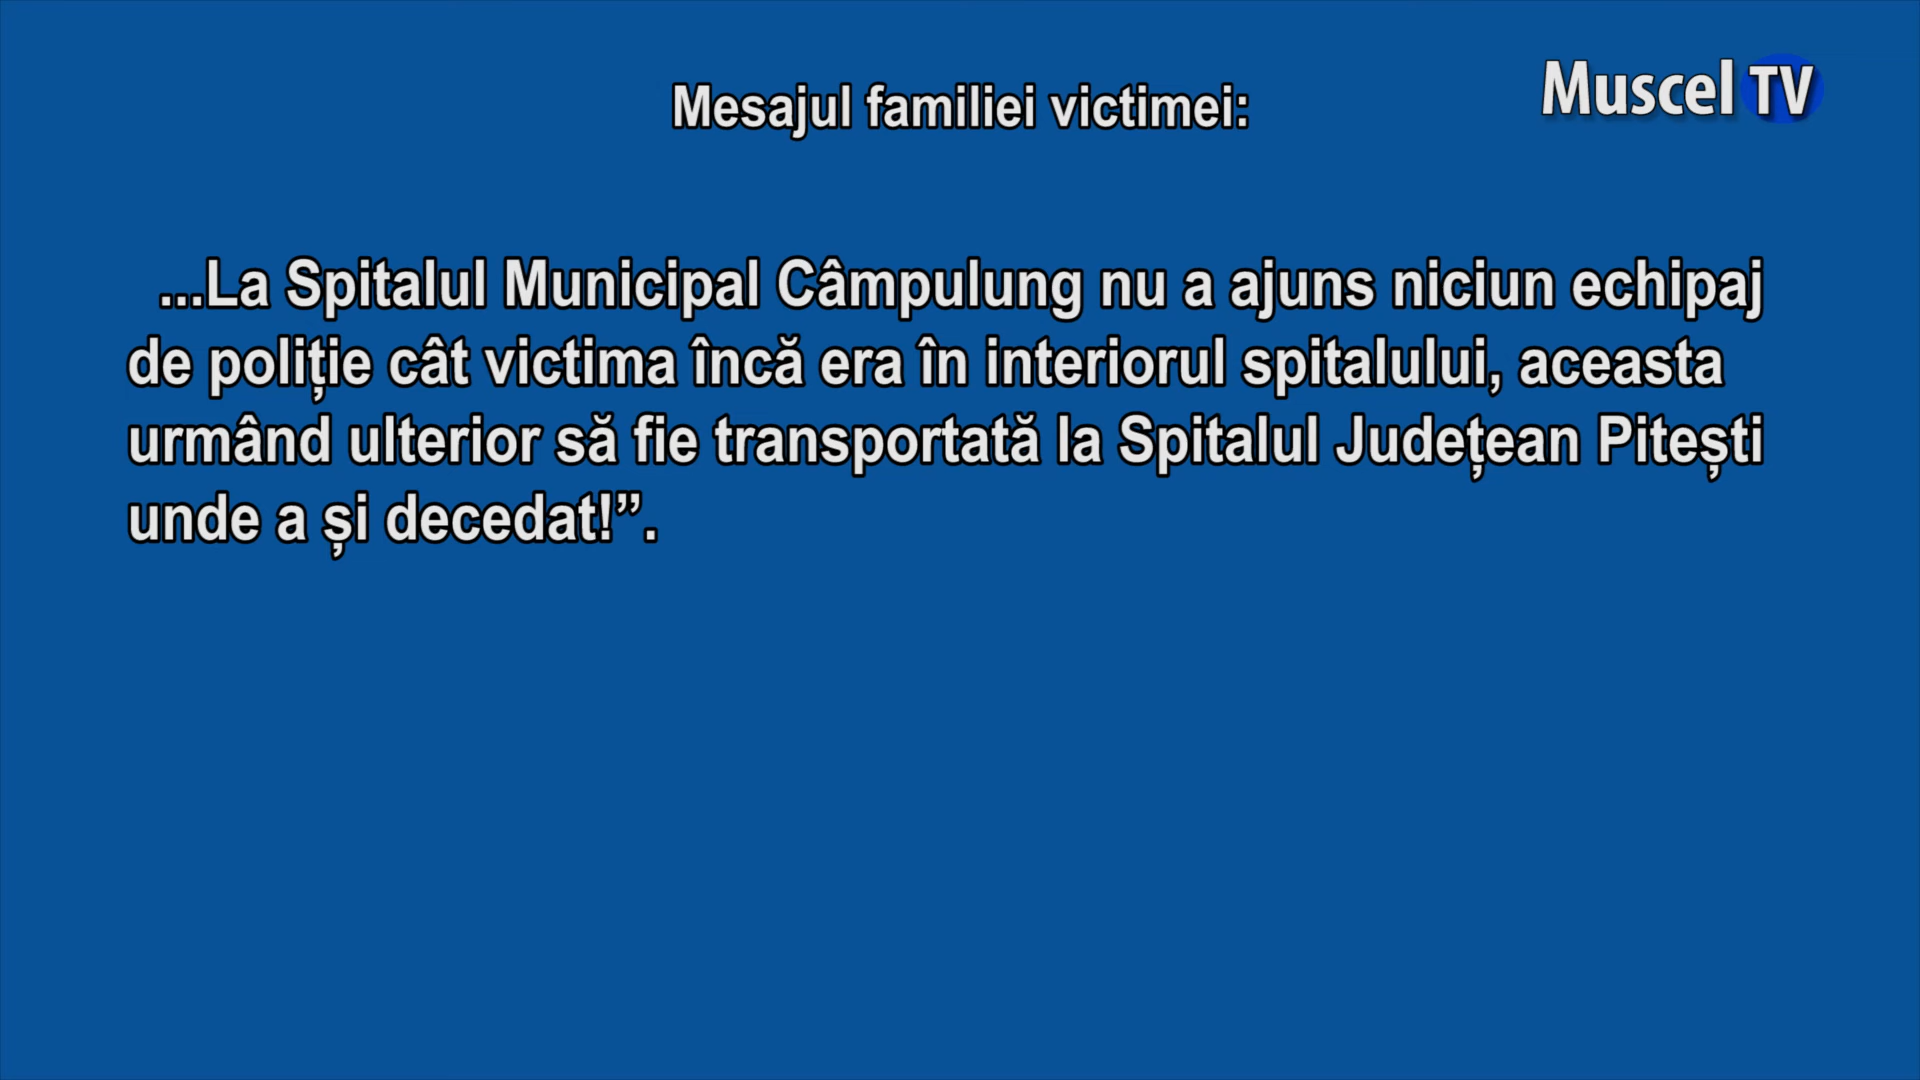 Muscel TV
Mesajul familiei victimei:
...La Spitalul Municipal Câmpulung nu a ajuns niciun echipaj
de poliție cât victima încă era în interiorul spitalului, aceasta
urmând ulterior să fie transportată la Spitalul Județean Pitești
unde a și decedat!”.